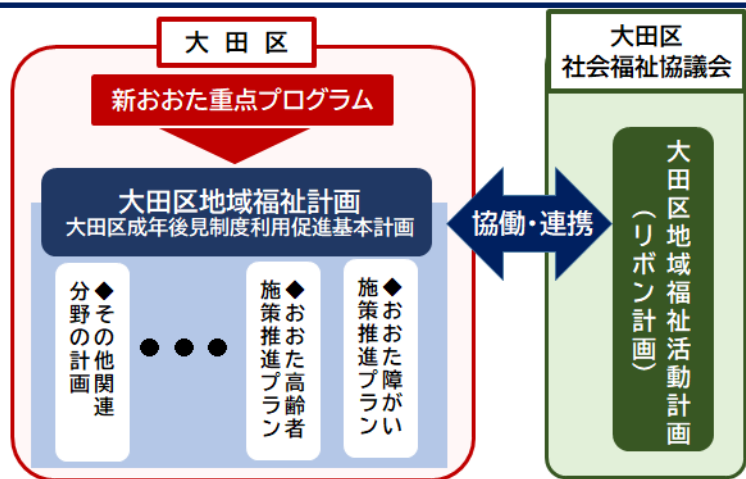 大田区
新おおた重点プログラム
大田区地域福祉計画
大田区成年後見制度利用促進基本計画
◆おおた障がい
施策推進プラン
◆おおた高齢者
施策推進プラン
●●●
◆その他関連
分野の計画
協働・連携
大田区
社会福祉協議会
大田区地域福祉活動計画
（リボン計画）